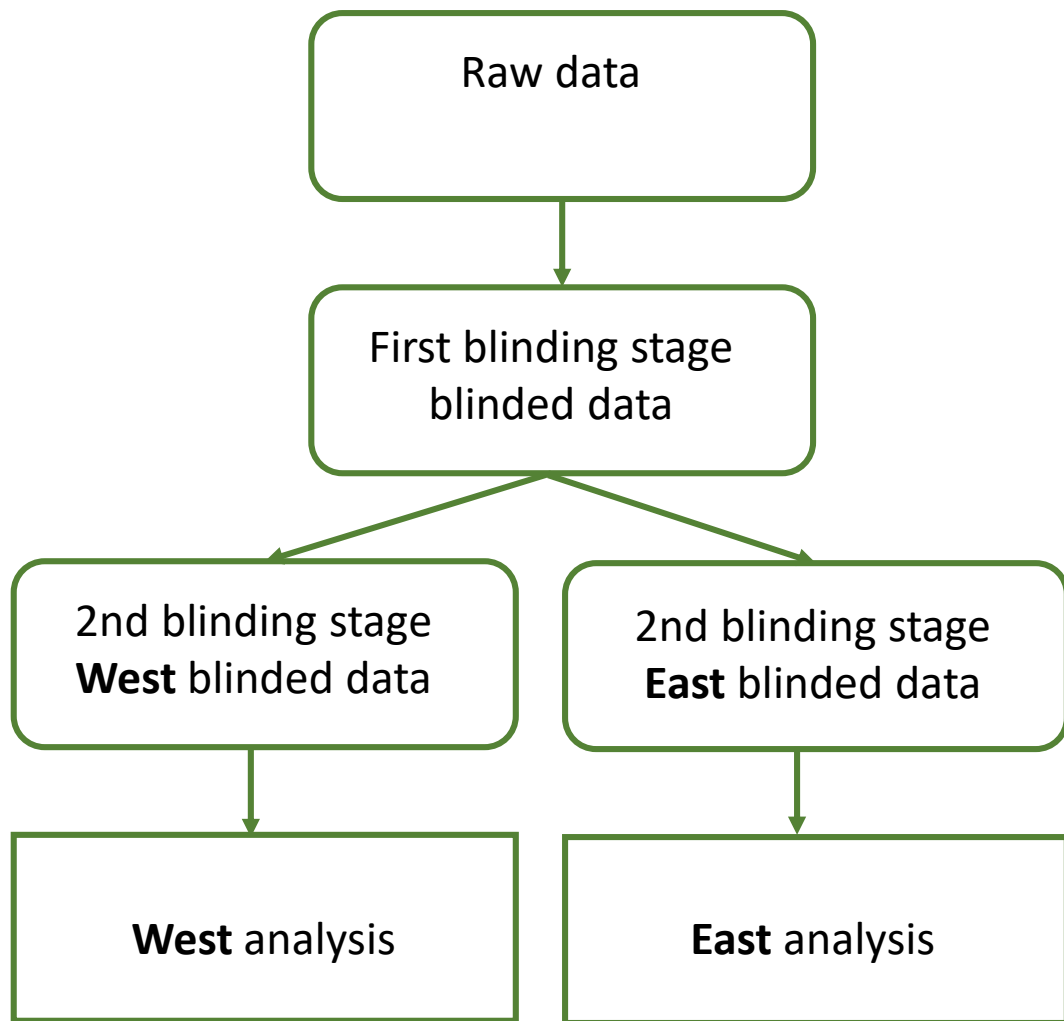 Raw data
First blinding stage
blinded data
2nd blinding stage
West blinded data
2nd blinding stage
East blinded data
West analysis
East analysis